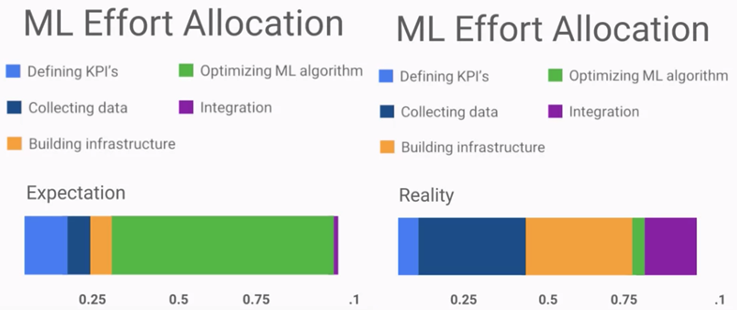 ML Effort Allocation
Defining KPI's
Optimizing ML algorithm
Collecting data
Integration
Building infrastructure
Expectation
0.25 0.5 0.75 .1
ML Effort Allocation
Defining KPI's
Optimizing ML algorithm
Collecting data
Integration
Building infrastructure
Reality
0.25 0.5 0.75 .1